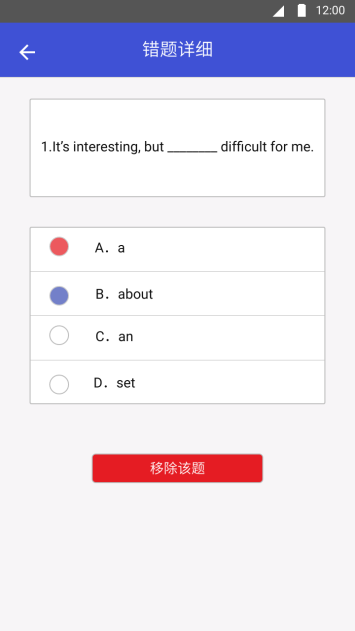 12:00
错题详细
1.It’s interesting, but _______ difficult for me.
A. a
B. about
C. an
D. set
移除该题